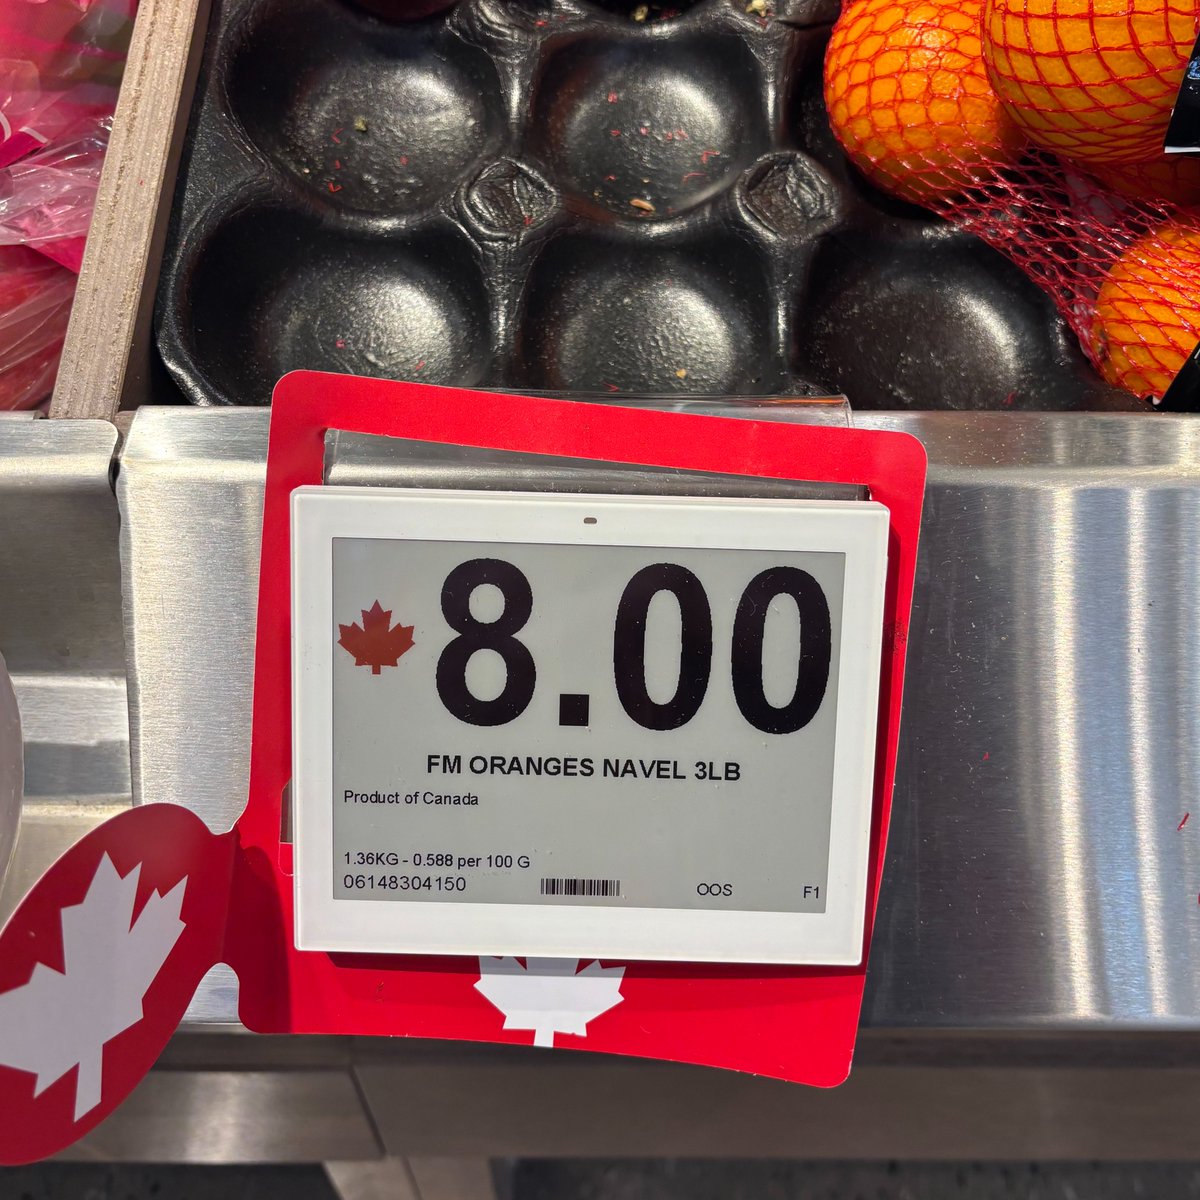 8.00
FM ORANGES NAVEL 3LB
Product of Canada
1.36KG - 0.588 per 100 G
06148304150 OOS F1